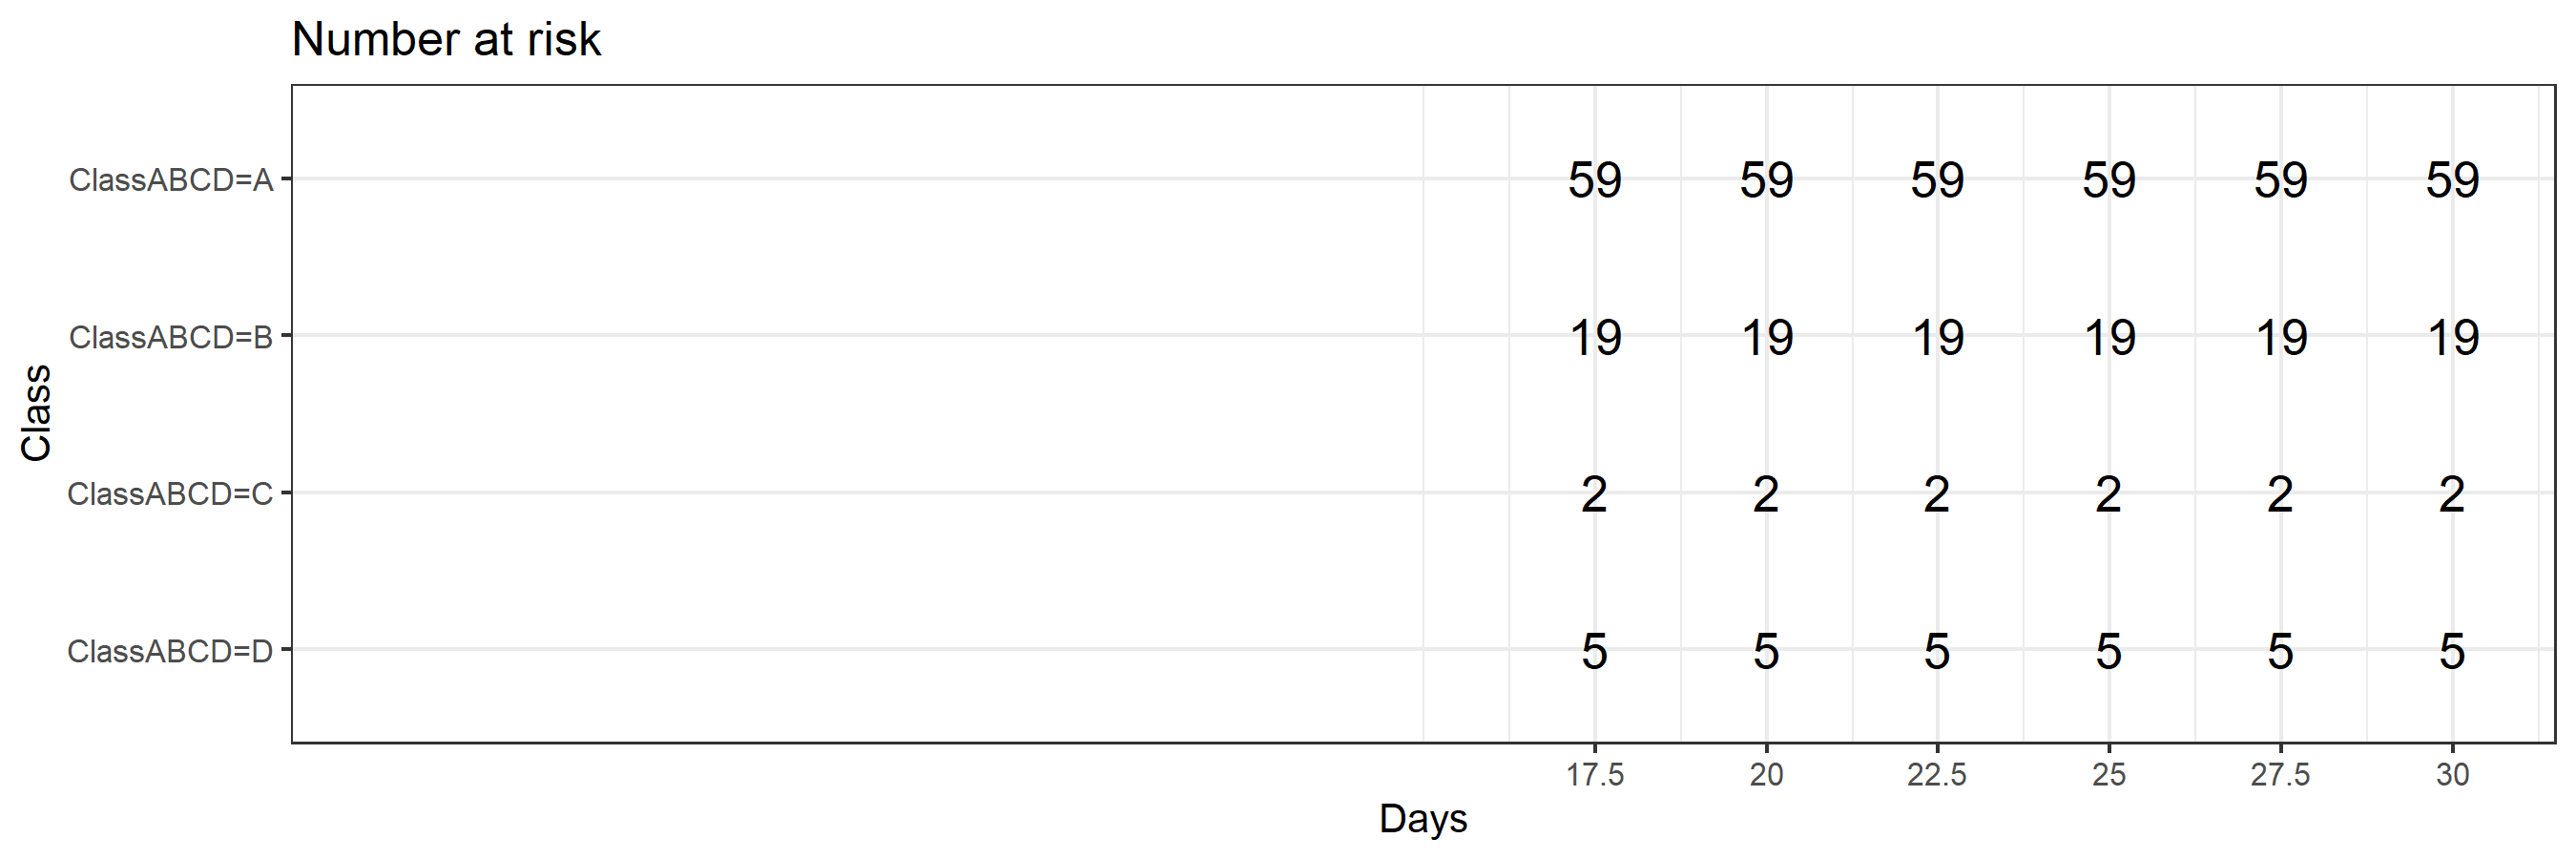 Number at risk
Class
ClassABCD=A 59 59 59 59 59 59
ClassABCD=B 19 19 19 19 19 19
ClassABCD=C 2 2 2 2 2 2
ClassABCD=D 5 5 5 5 5 5
17.5 20 22.5 25 27.5 30
Days